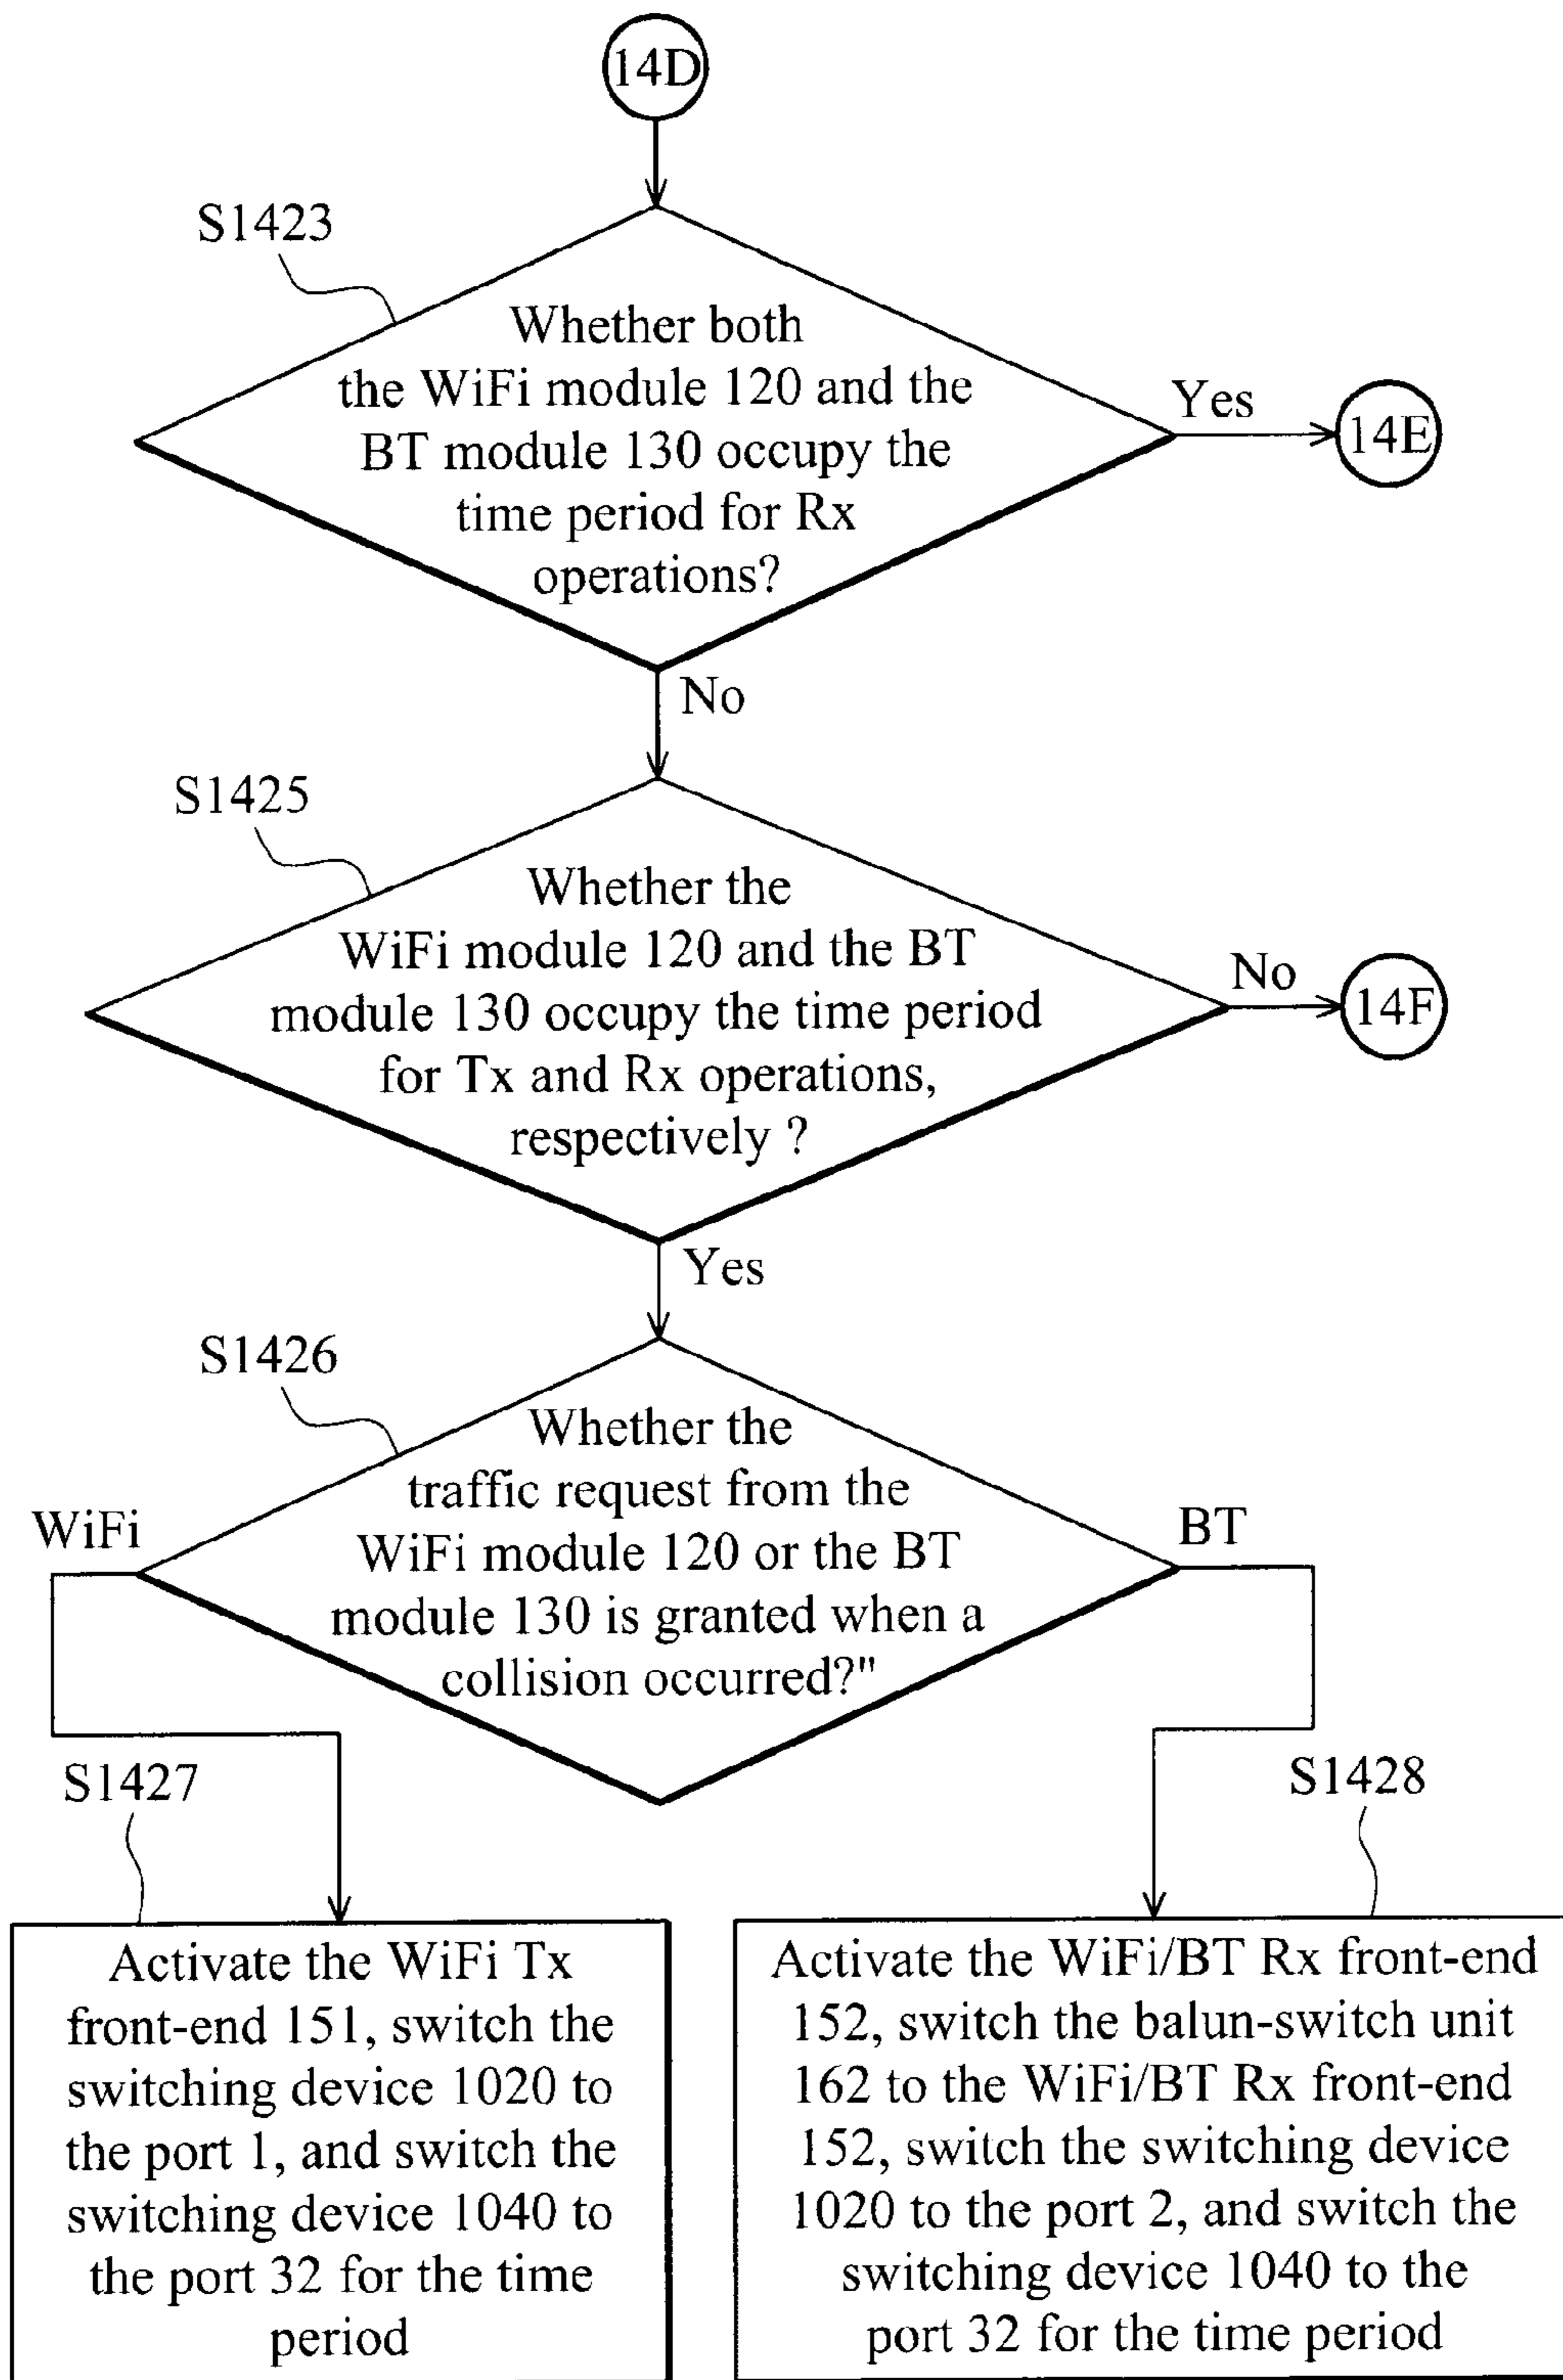 14D
S1423
Whether both
the WiFi module 120 and the
BT module 130 occupy the
time period for Rx
operations?
Yes
14E
No
S1425
Whether the
WiFi module 120 and the BT
module 130 occupy the time period
for Tx and Rx operations,
respectively ?
No
14F
Yes
S1426
Whether the
traffic request from the
WiFi module 120 or the BT
module 130 is granted when a
collision occurred?"
WiFi
BT
S1427
Activate the WiFi Tx
front-end 151, switch the
switching device 1020 to
the port 1, and switch the
switching device 1040 to
the port 32 for the time
period
S1428
Activate the WiFi/BT Rx front-end
152, switch the balun-switch unit
162 to the WiFi/BT Rx front-end
152, switch the switching device
1020 to the port 2, and switch the
switching device 1040 to the
port 32 for the time period